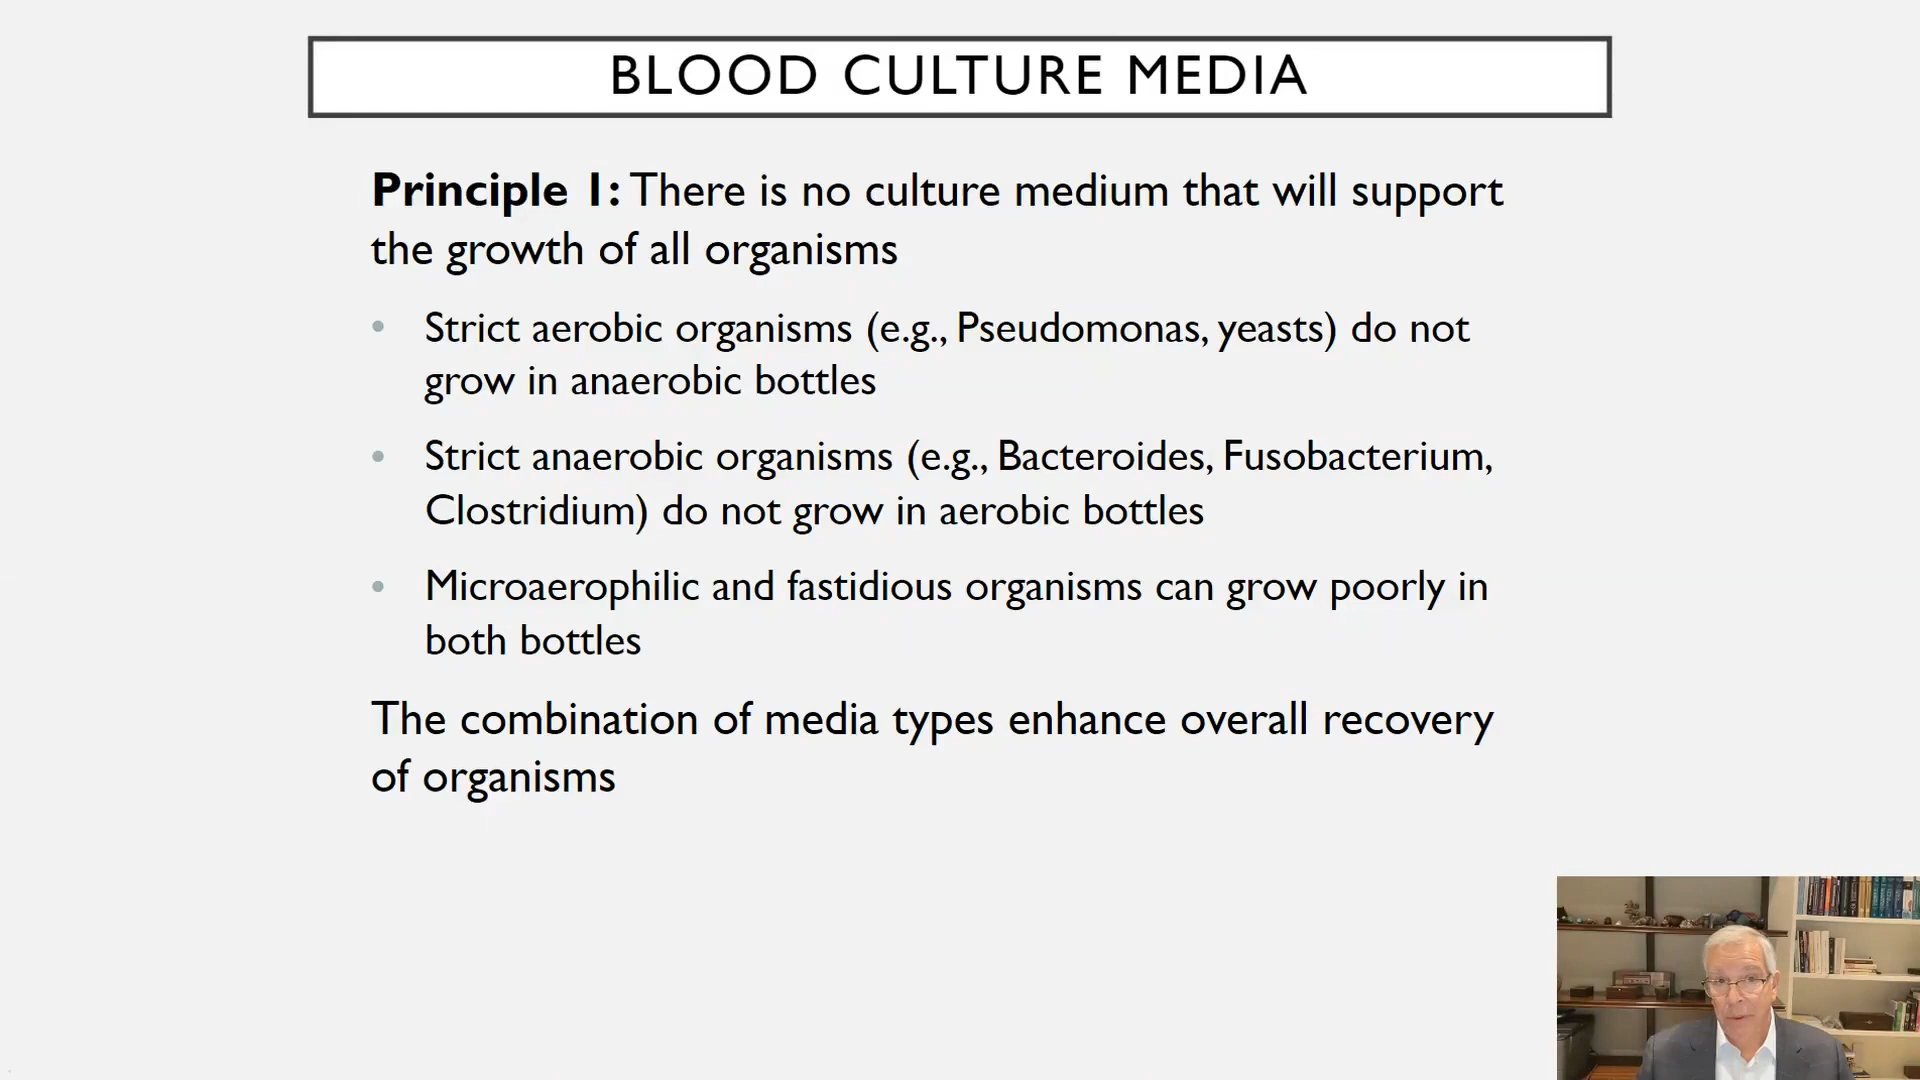 BLOOD CULTURE MEDIA
Principle 1: There is no culture medium that will support
the growth of all organisms
• Strict aerobic organisms (e.g., Pseudomonas, yeasts) do not
grow in anaerobic bottles
• Strict anaerobic organisms (e.g., Bacteroides, Fusobacterium,
Clostridium) do not grow in aerobic bottles
• Microaerophilic and fastidious organisms can grow poorly in
both bottles
The combination of media types enhance overall recovery
of organisms